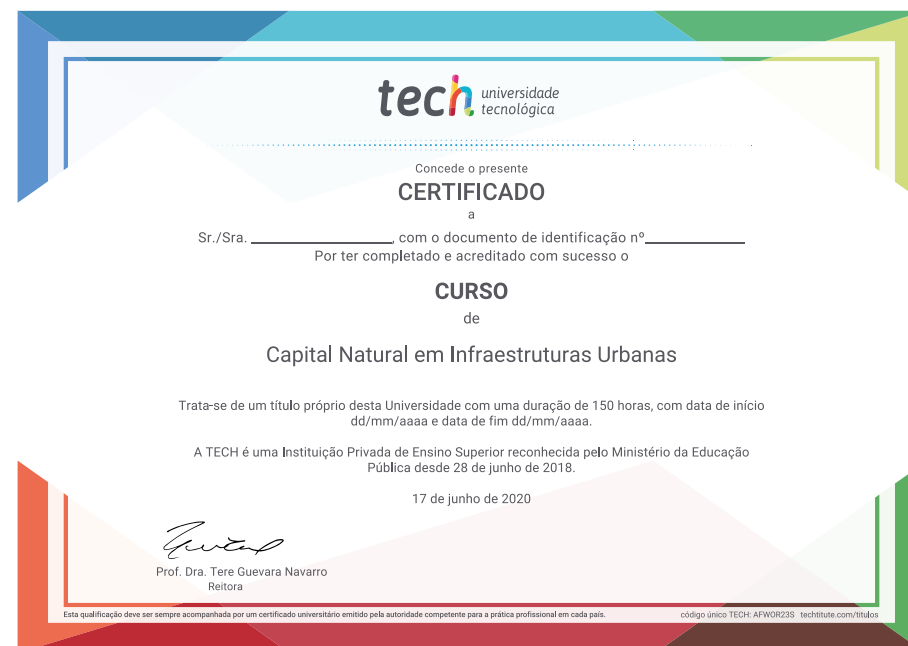 tech universidade
tecnológica
Concede o presente
CERTIFICADO
a
Sr./Sra. ____________________, com o documento de identificação nº______________
Por ter completado e acreditado com sucesso o
CURSO
de
Capital Natural em Infraestruturas Urbanas
Trata-se de um título próprio desta Universidade com uma duração de 150 horas, com data de início
dd/mm/aaaa e data de fim dd/mm/aaaa.
A TECH é uma Instituição Privada de Ensino Superior reconhecida pelo Ministério da Educação
Pública desde 28 de junho de 2018.
17 de junho de 2020
Prof. Dra. Tere Guevara Navarro
Reitora
Esta qualificação deve ser sempre acompanhada por um certificado universitário emitido pela autoridade competente para a prática profissional em cada país. código único TECH: AFWOR23S techtitute.com/titulos